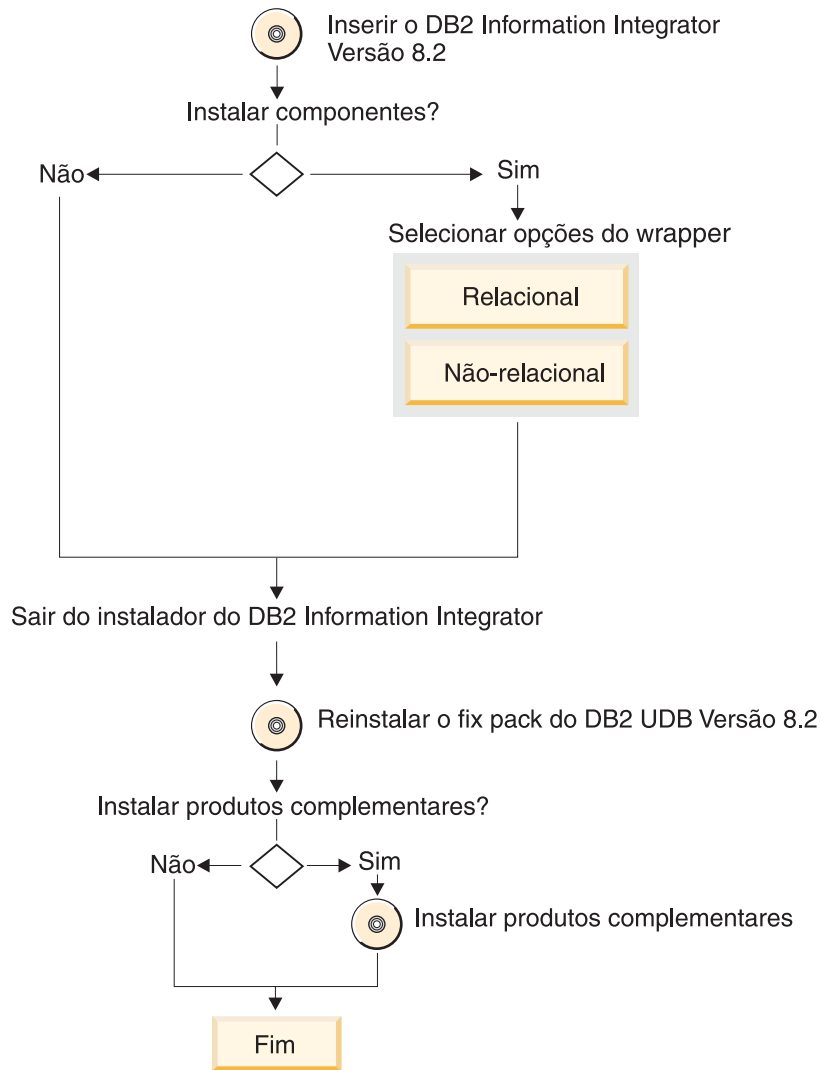 Inserir o DB2 Information Integrator
Versão 8.2
Instalar componentes?
Não
Sim
Selecionar opções do wrapper
Relacional
Não-relacional
Sair do instalador do DB2 Information Integrator
Reinstalar o fix pack do DB2 UDB Versão 8.2
Instalar produtos complementares?
Não
Sim
Instalar produtos complementares
Fim